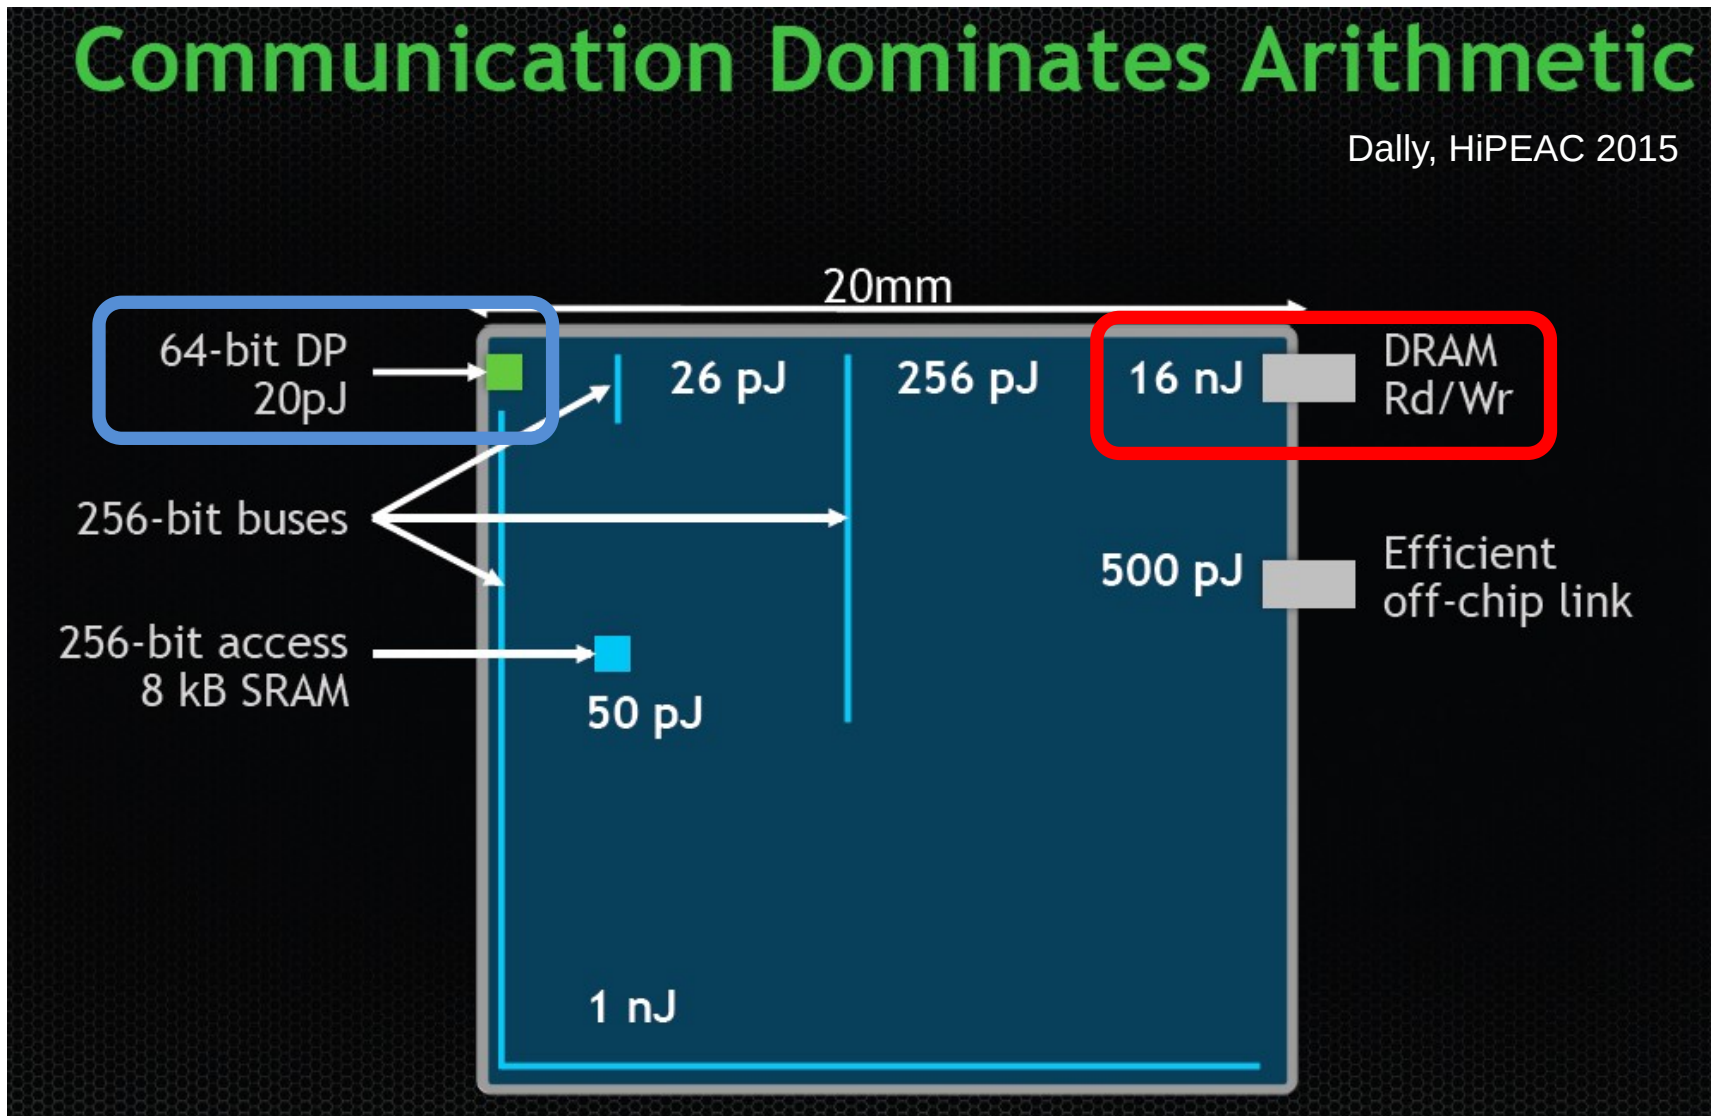 Communication Dominates Arithmetic
Dally, HiPEAC 2015
20mm
64-bit DP
20pJ
26 pJ
256 pJ
16 nJ
DRAM
Rd/Wr
256-bit buses
500 pJ
Efficient
off-chip link
256-bit access
8 kB SRAM
50 pJ
1 nJ